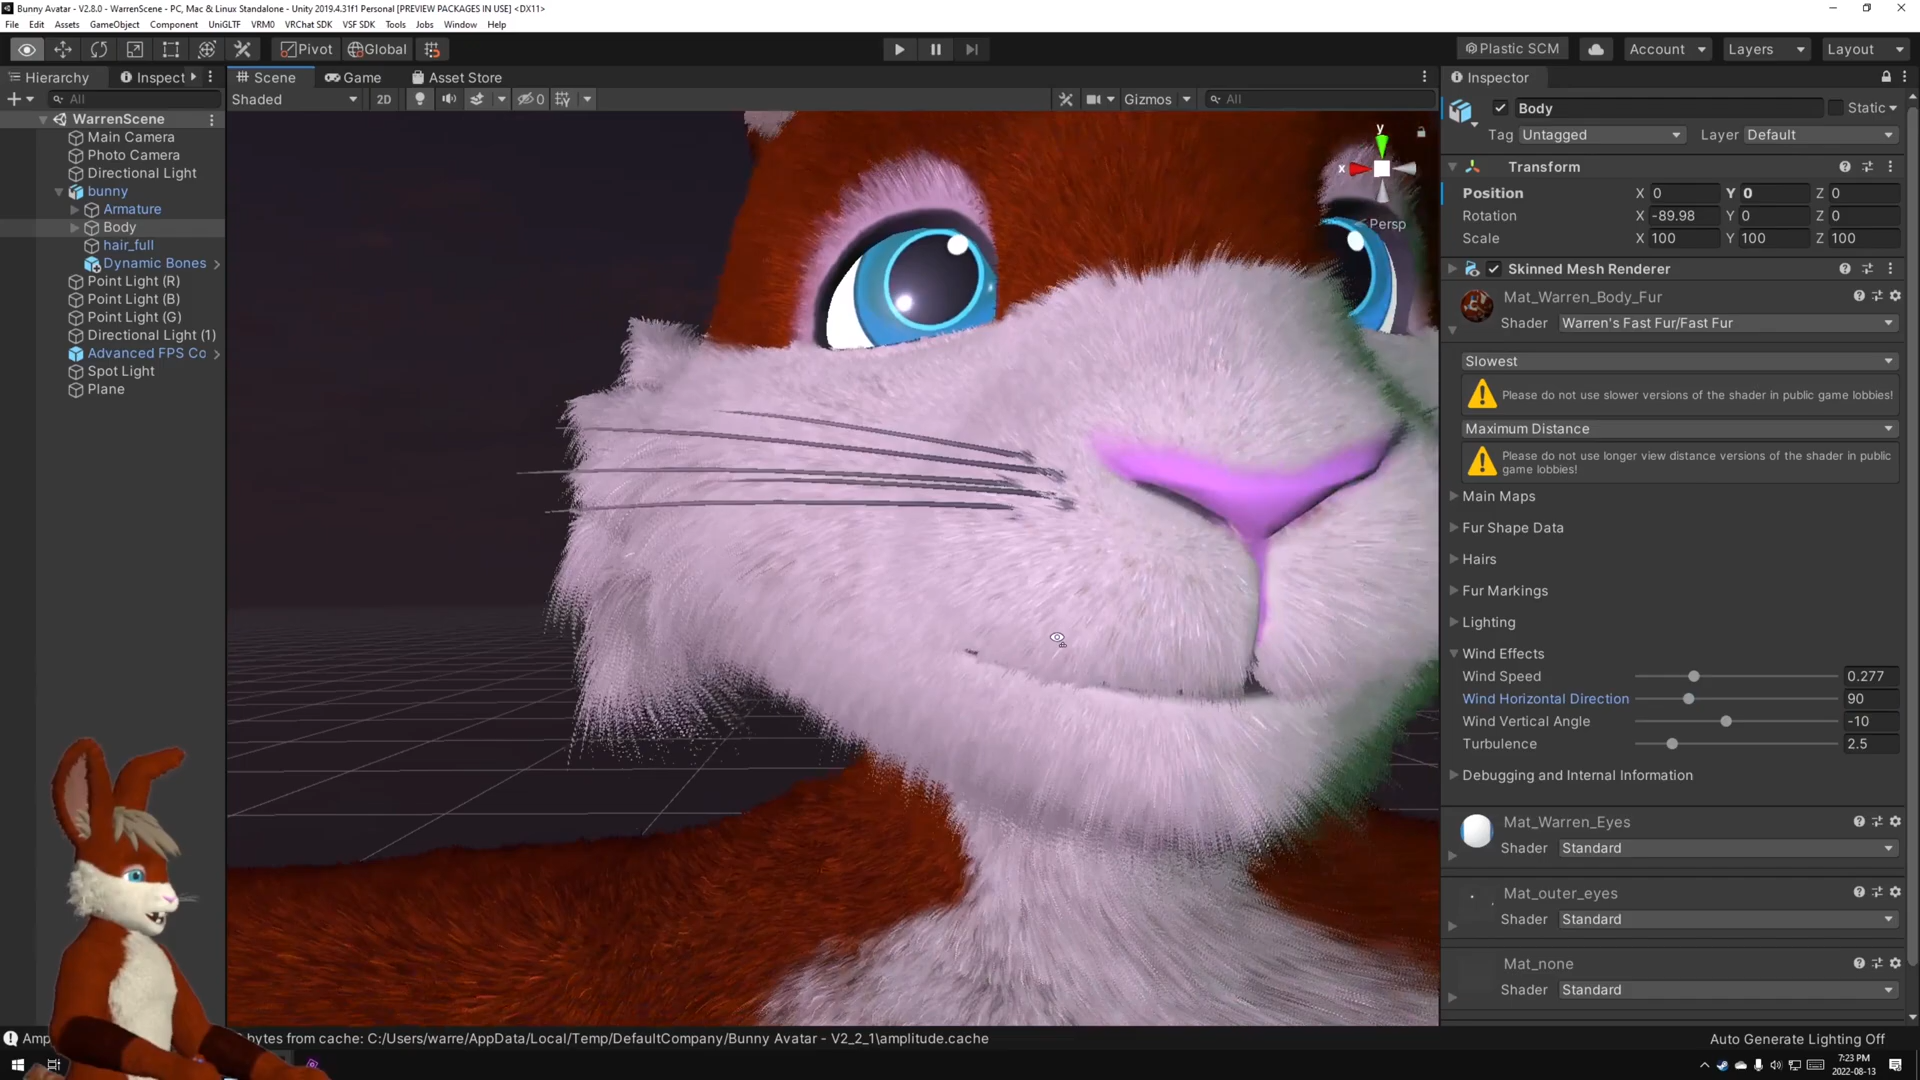 Bunny Avatar - V2.8.0 - WarrenScene - PC, Mac & Linux Standalone - Unity 2019.4.31f1 Personal [PREVIEW PACKAGES IN USE] <DX11>
File Edit Assets GameObject Component UniGLTF VRM0 VRChat SDK VSF SDK Tools Jobs Window Help
Pivot Global Plastic SCM Account Layers Layout
Hierarchy Inspect Scene Game Asset Store Inspector
All Shaded 2D 0 Gizmos All
Body Static
Tag Untagged Layer Default
WarrenScene
Main Camera
Photo Camera
Directional Light
bunny
Armature
Body
hair_full
Dynamic Bones
Point Light (R)
Point Light (B)
Point Light (G)
Directional Light (1)
Advanced FPS Co
Spot Light
Plane
y
x
Persp
Transform
Position X 0 Y 0 Z 0
Rotation X -89.98 Y 0 Z 0
Scale X 100 Y 100 Z 100
Skinned Mesh Renderer
Mat_Warren_Body_Fur
Shader Warren's Fast Fur/Fast Fur
Slowest
Please do not use slower versions of the shader in public game lobbies!
Maximum Distance
Please do not use longer view distance versions of the shader in public
game lobbies!
Main Maps
Fur Shape Data
Hairs
Fur Markings
Lighting
Wind Effects
Wind Speed 0.277
Wind Horizontal Direction 90
Wind Vertical Angle -10
Turbulence 2.5
Debugging and Internal Information
Mat_Warren_Eyes
Shader Standard
Mat_outer_eyes
Shader Standard
Mat_none
Shader Standard
Amp bytes from cache: C:/Users/warre/AppData/Local/Temp/DefaultCompany/Bunny Avatar - V2_2_1\amplitude.cache
Auto Generate Lighting Off
7:23 PM
2022-08-13